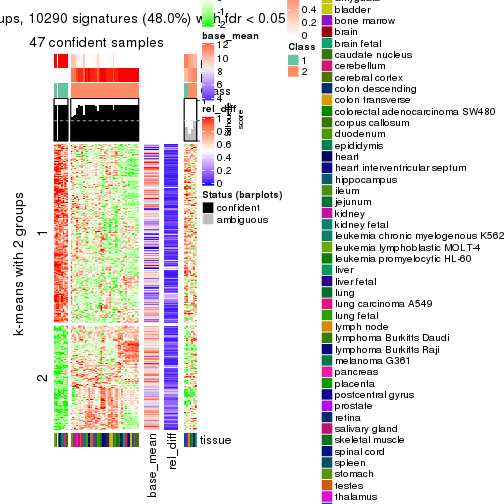 ups, 10290 signatures (48.0%) with fdr < 0.05
47 confident samples
k-means with 2 groups
1
2
base_mean
rel_diff
tissue
-2
base_mean
12
10
8
6
4
rel_diff
1
0.8
0.6
0.4
0.2
0
Status (barplots)
confident
ambiguous
score
0.4
0.2
0
Class
1
2
bladder
bone marrow
brain
brain fetal
caudate nucleus
cerebellum
cerebral cortex
colon descending
colon transverse
colorectal adenocarcinoma SW480
corpus callosum
duodenum
epididymis
heart
heart interventricular septum
hippocampus
ileum
jejunum
kidney
kidney fetal
leukemia chronic myelogenous K562
leukemia lymphoblastic MOLT-4
leukemia promyelocytic HL-60
liver
liver fetal
lung
lung carcinoma A549
lung fetal
lymph node
lymphoma Burkitts Daudi
lymphoma Burkitts Raji
melanoma G361
pancreas
placenta
postcentral gyrus
prostate
retina
salivary gland
skeletal muscle
spinal cord
spleen
stomach
testes
thalamus